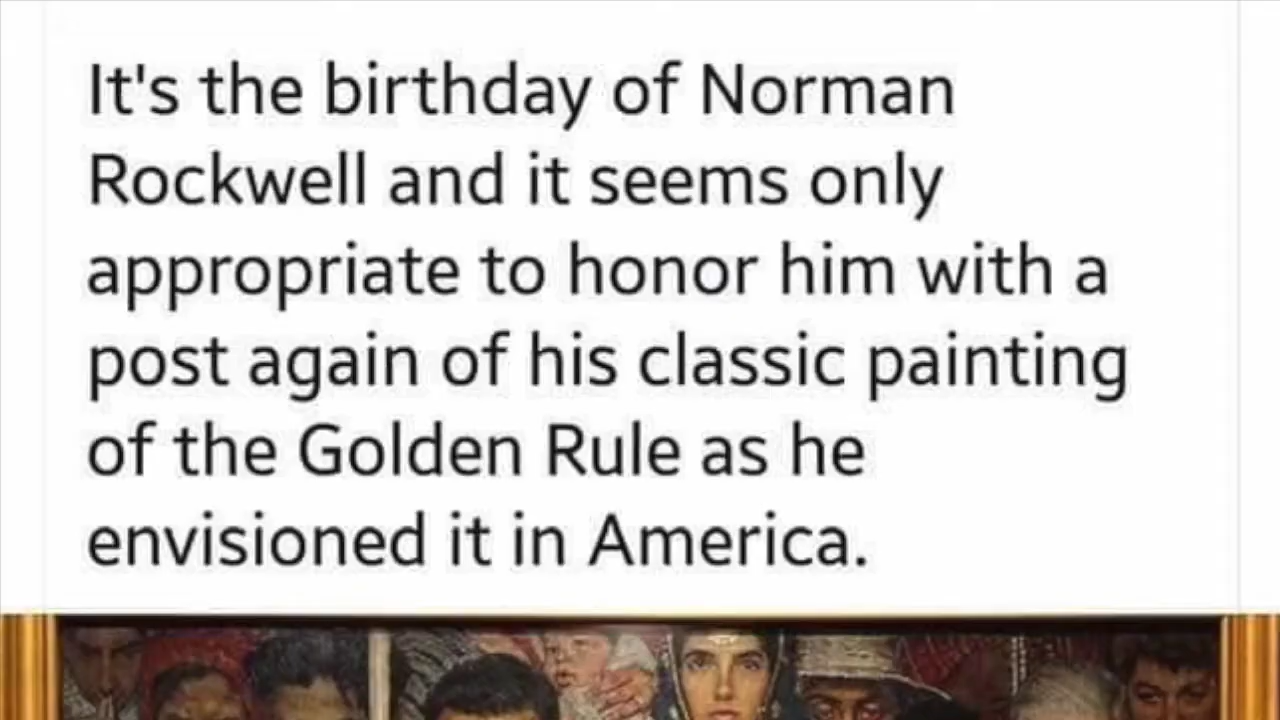 It's the birthday of Norman
Rockwell and it seems only
appropriate to honor him with a
post again of his classic painting
of the Golden Rule as he
envisioned it in America.